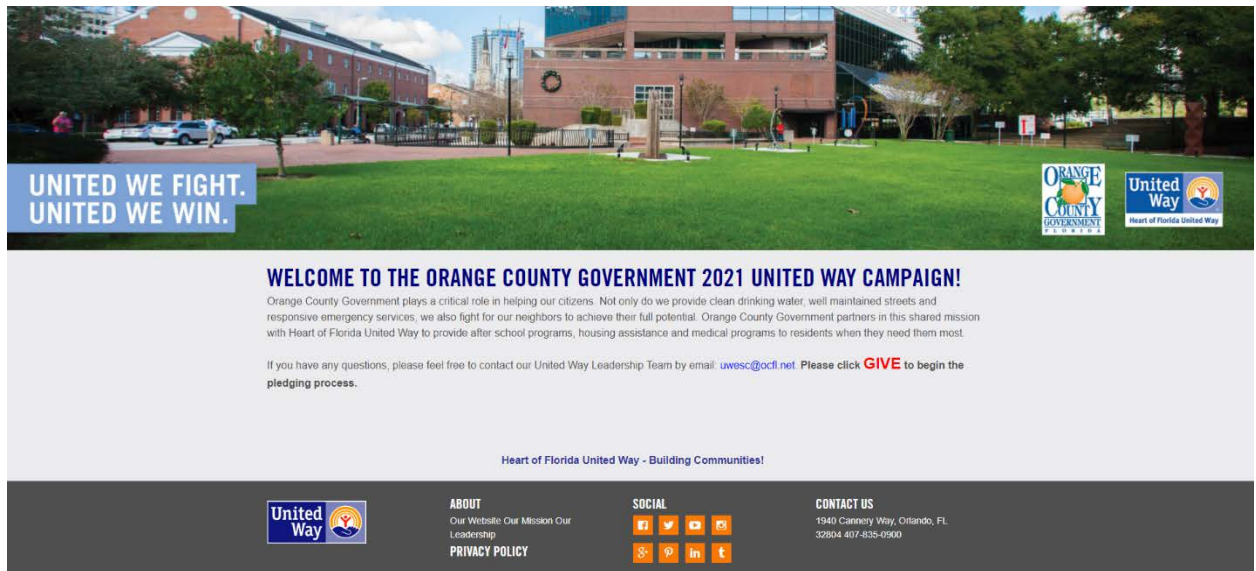 UNITED WE FIGHT.
UNITED WE WIN.
ORANGE
COUNTY
GOVERNMENT
FLORIDA
United
Way
Heart of Florida United Way
WELCOME TO THE ORANGE COUNTY GOVERNMENT 2021 UNITED WAY CAMPAIGN!
Orange County Government plays a critical role in helping our citizens. Not only do we provide clean drinking water, well maintained streets and
responsive emergency services, we also fight for our neighbors to achieve their full potential. Orange County Government partners in this shared mission
with Heart of Florida United Way to provide after school programs, housing assistance and medical programs to residents when they need them most.
If you have any questions, please feel free to contact our United Way Leadership Team by email: uwesc@ocfl.net. Please click GIVE to begin the
pledging process.
Heart of Florida United Way - Building Communities!
United
Way
ABOUT
Our Website Our Mission Our
Leadership
PRIVACY POLICY
SOCIAL
CONTACT US
1940 Cannery Way, Orlando, FL
32804 407-835-0900